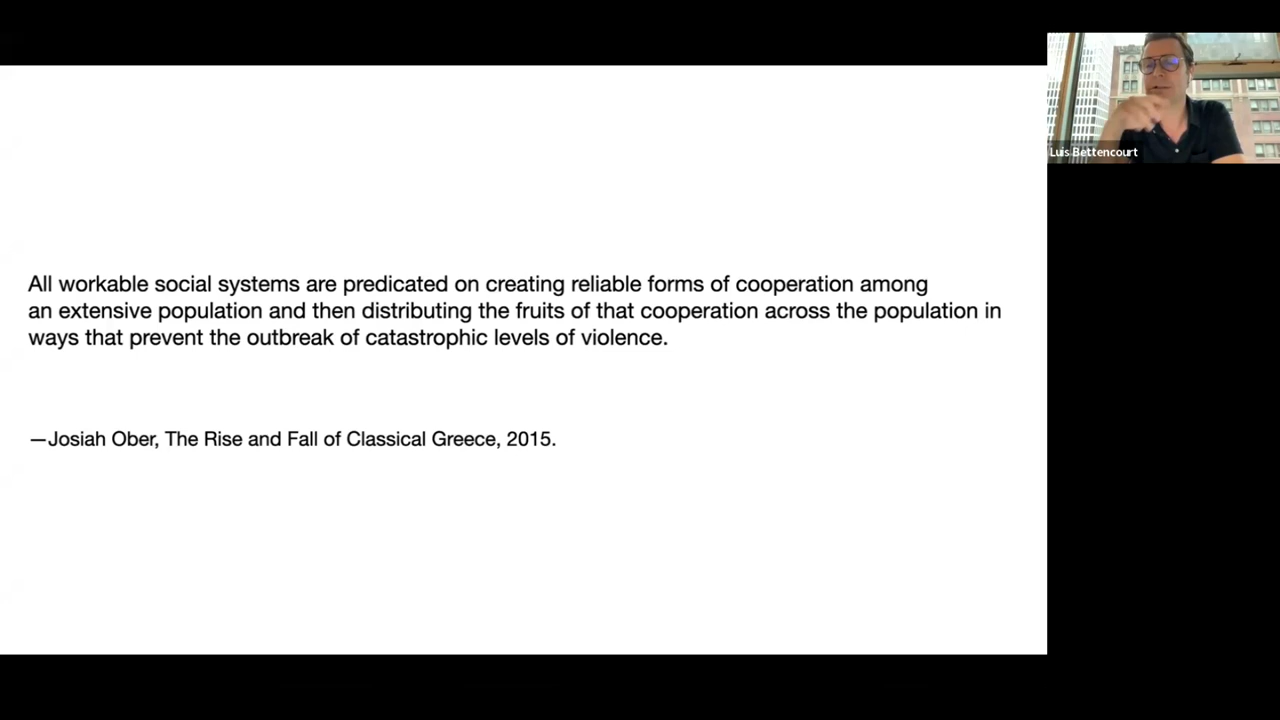 All workable social systems are predicated on creating reliable forms of cooperation among
an extensive population and then distributing the fruits of that cooperation across the population in
ways that prevent the outbreak of catastrophic levels of violence.
—Josiah Ober, The Rise and Fall of Classical Greece, 2015.
Luis Bettencourt